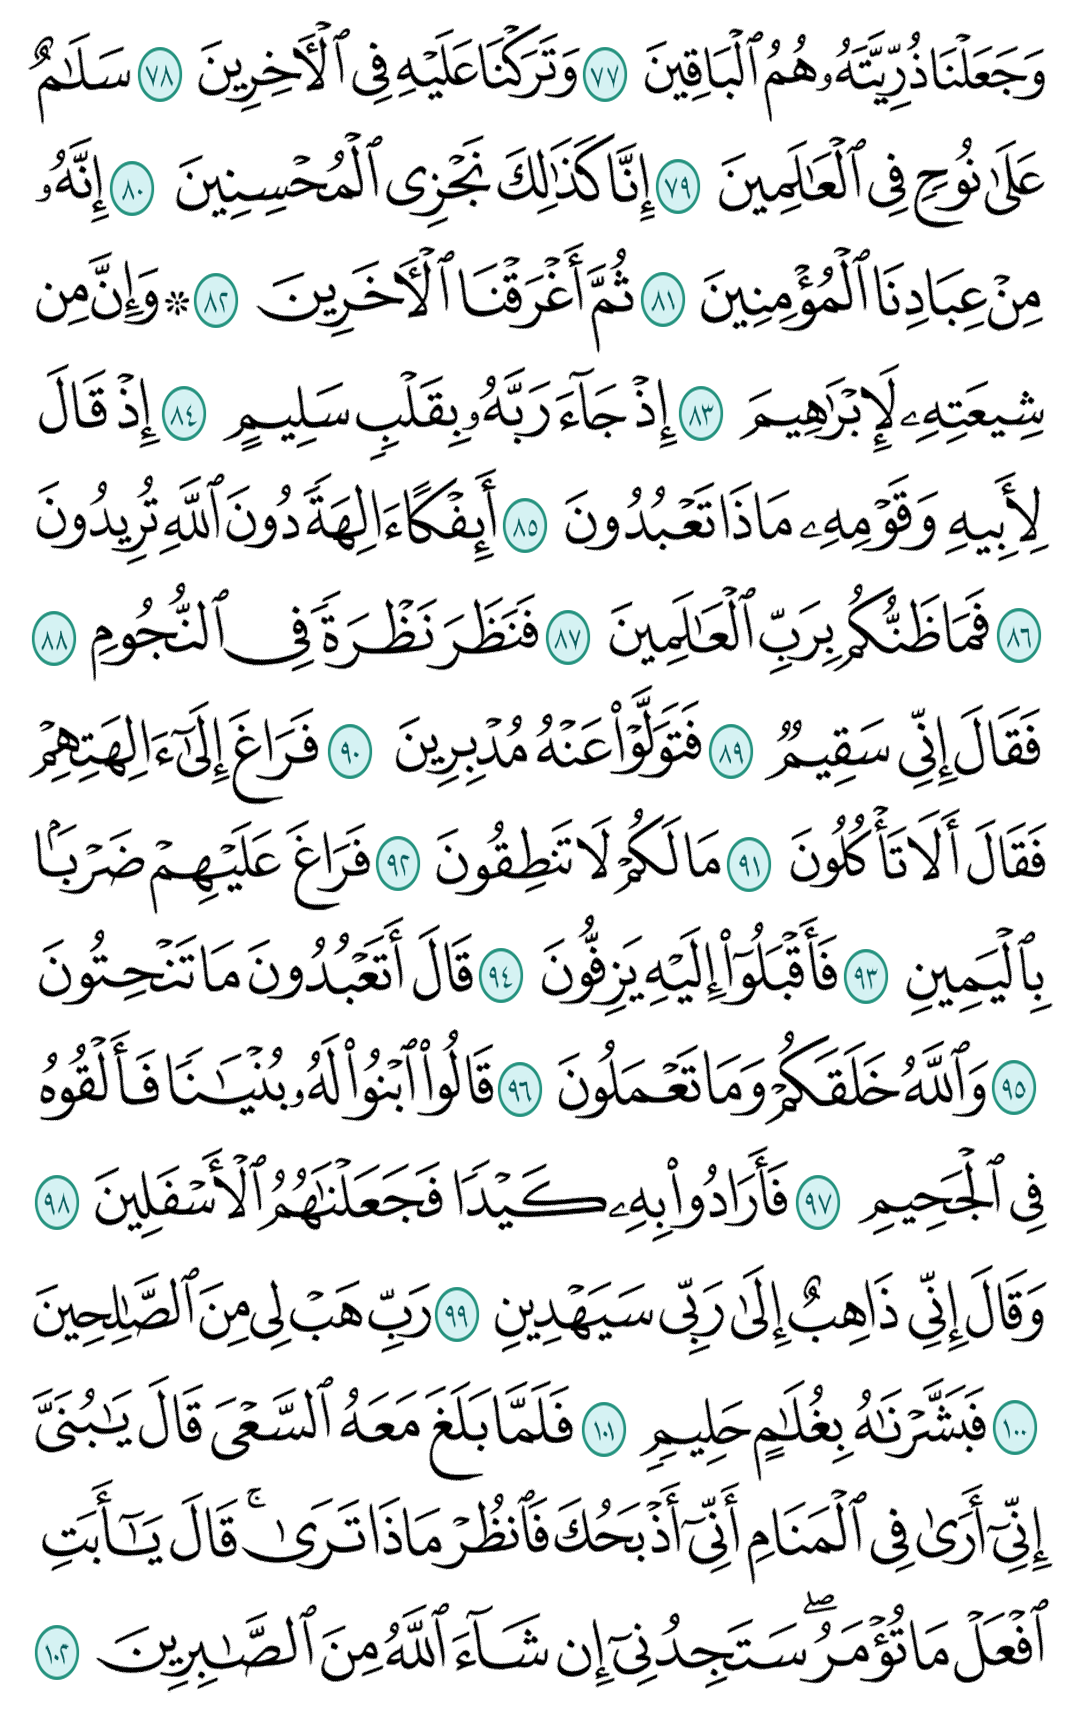 وَجَعَلْنَا ذُرِّيَّتَهُۥ هُمُ ٱلْبَاقِينَ ٧٧ وَتَرَكْنَا عَلَيْهِ فِى ٱلْأَخِرِينَ ٧٨ سَلَٰمٌ
عَلَىٰ نُوحٍ فِى ٱلْعَٰلَمِينَ ٧٩ إِنَّا كَذَٰلِكَ نَجْزِى ٱلْمُحْسِنِينَ ٨٠ إِنَّهُۥ
مِنْ عِبَادِنَا ٱلْمُؤْمِنِينَ ٨١ ثُمَّ أَغْرَقْنَا ٱلْأَخَرِينَ ٨٢ ۞ وَإِنَّ مِن
شِيعَتِهِۦ لَإِبْرَٰهِيمَ ٨٣ إِذْ جَآءَ رَبَّهُۥ بِقَلْبٍ سَلِيمٍ ٨٤ إِذْ قَالَ
لِأَبِيهِ وَقَوْمِهِۦ مَاذَا تَعْبُدُونَ ٨٥ أَئِفْكًا ءَالِهَةً دُونَ ٱللَّهِ تُرِيدُونَ
٨٦ فَمَا ظَنُّكُم بِرَبِّ ٱلْعَٰلَمِينَ ٨٧ فَنَظَرَ نَظْرَةً فِى ٱلنُّجُومِ ٨٨
فَقَالَ إِنِّى سَقِيمٌ ٨٩ فَتَوَلَّوْا۟ عَنْهُ مُدْبِرِينَ ٩٠ فَرَاغَ إِلَىٰٓ ءَالِهَتِهِمْ
فَقَالَ أَلَا تَأْكُلُونَ ٩١ مَا لَكُمْ لَا تَنطِقُونَ ٩٢ فَرَاغَ عَلَيْهِمْ ضَرْبًۢا
بِٱلْيَمِينِ ٩٣ فَأَقْبَلُوٓا۟ إِلَيْهِ يَزِفُّونَ ٩٤ قَالَ أَتَعْبُدُونَ مَا تَنْحِتُونَ
٩٥ وَٱللَّهُ خَلَقَكُمْ وَمَا تَعْمَلُونَ ٩٦ قَالُوا۟ ٱبْنُوا۟ لَهُۥ بُنْيَٰنًا فَأَلْقُوهُ
فِى ٱلْجَحِيمِ ٩٧ فَأَرَادُوا۟ بِهِۦ كَيْدًا فَجَعَلْنَٰهُمُ ٱلْأَسْفَلِينَ ٩٨
وَقَالَ إِنِّى ذَاهِبٌ إِلَىٰ رَبِّى سَيَهْدِينِ ٩٩ رَبِّ هَبْ لِى مِنَ ٱلصَّٰلِحِينَ
١٠٠ فَبَشَّرْنَٰهُ بِغُلَٰمٍ حَلِيمٍ ١٠١ فَلَمَّا بَلَغَ مَعَهُ ٱلسَّعْىَ قَالَ يَٰبُنَىَّ
إِنِّىٓ أَرَىٰ فِى ٱلْمَنَامِ أَنِّىٓ أَذْبَحُكَ فَٱنظُرْ مَاذَا تَرَىٰ ۚ قَالَ يَٰٓأَبَتِ
ٱفْعَلْ مَا تُؤْمَرُ ۖ سَتَجِدُنِىٓ إِن شَآءَ ٱللَّهُ مِنَ ٱلصَّٰبِرِينَ ١٠٢